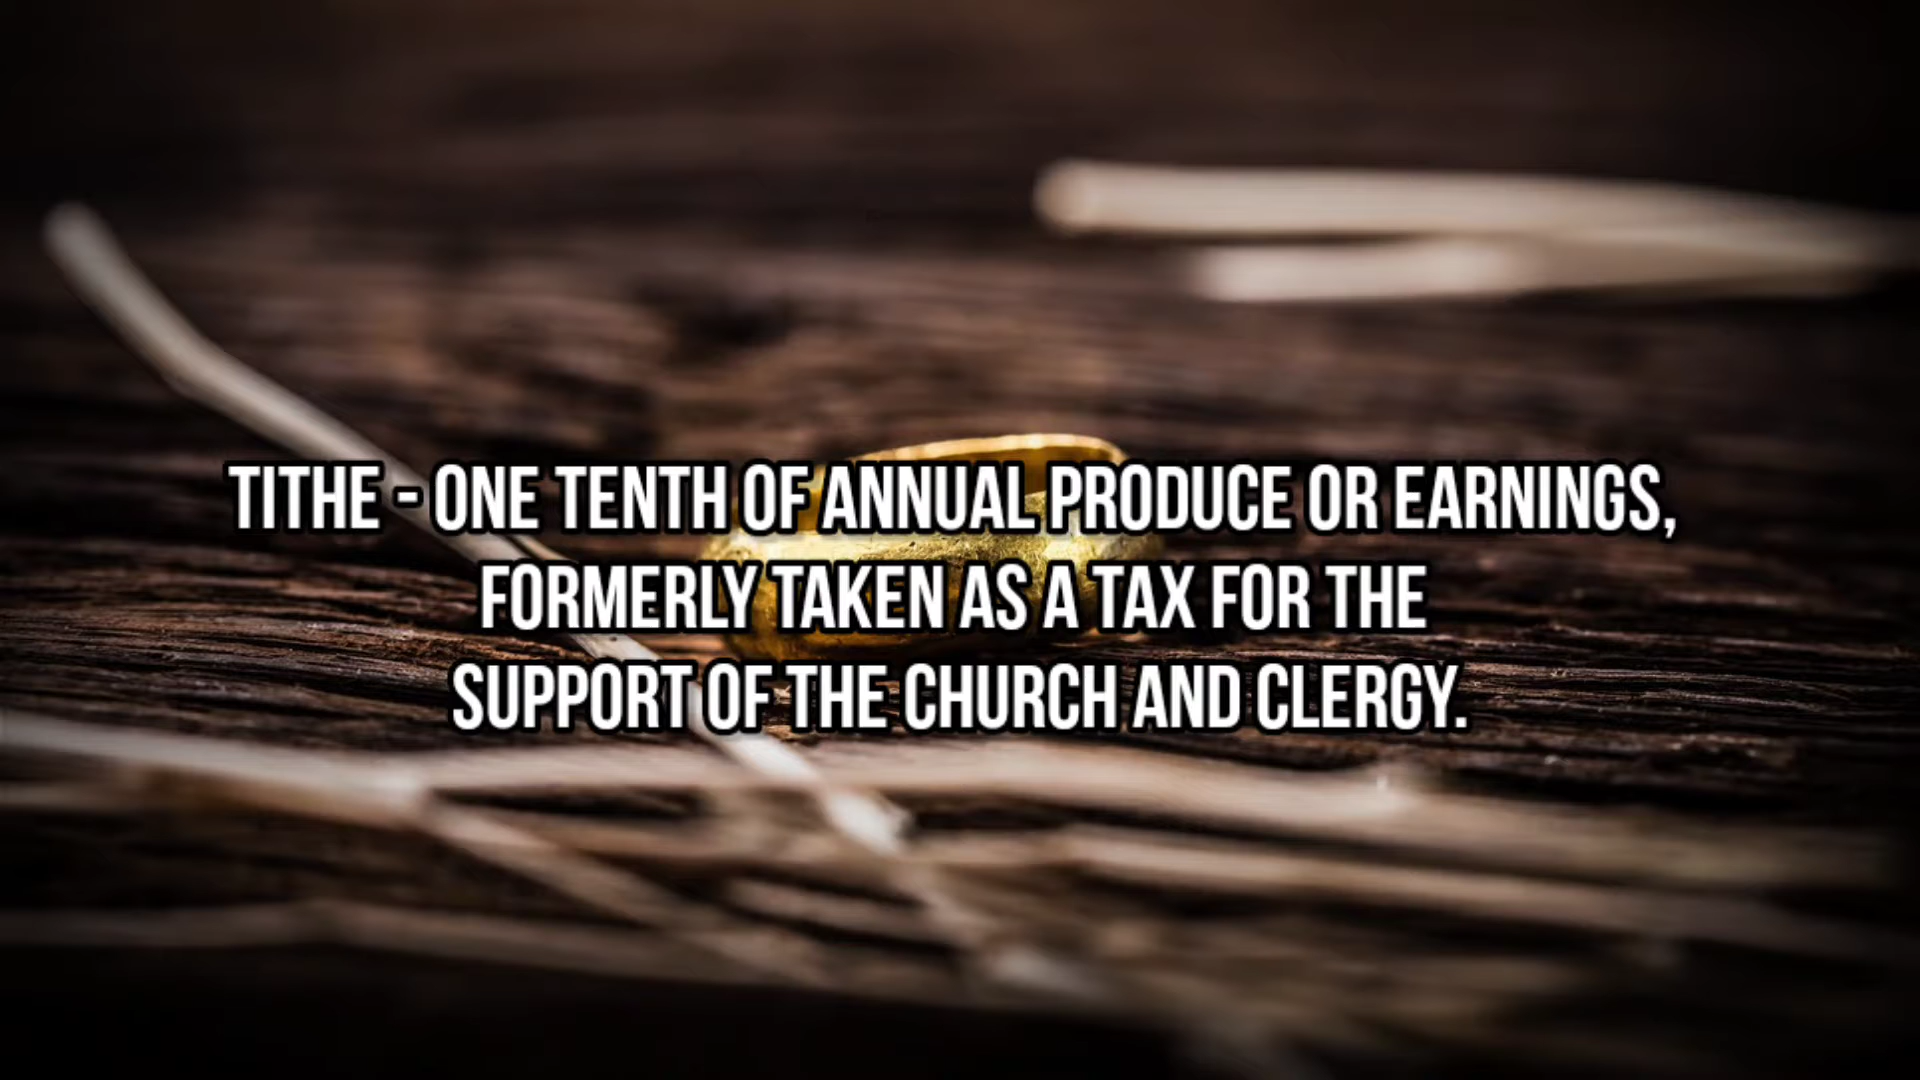 TITHE - ONE TENTH OF ANNUAL PRODUCE OR EARNINGS,
FORMERLY TAKEN AS A TAX FOR THE
SUPPORT OF THE CHURCH AND CLERGY.